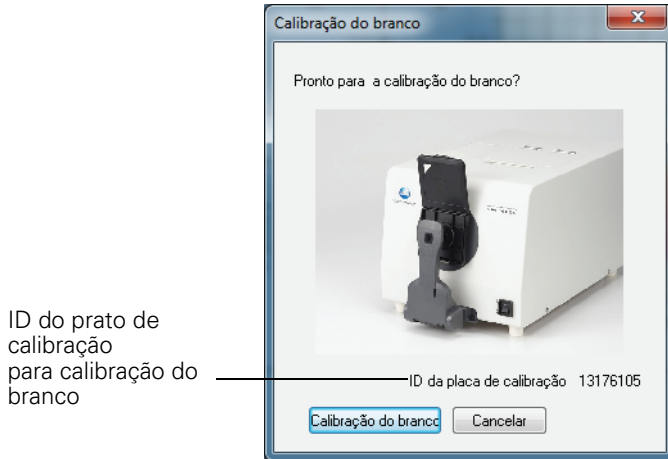 Calibração do branco
Pronto para a calibração do branco?
ID do prato de
calibração
para calibração do
branco
ID da placa de calibração 13176105
Calibração do branco Cancelar